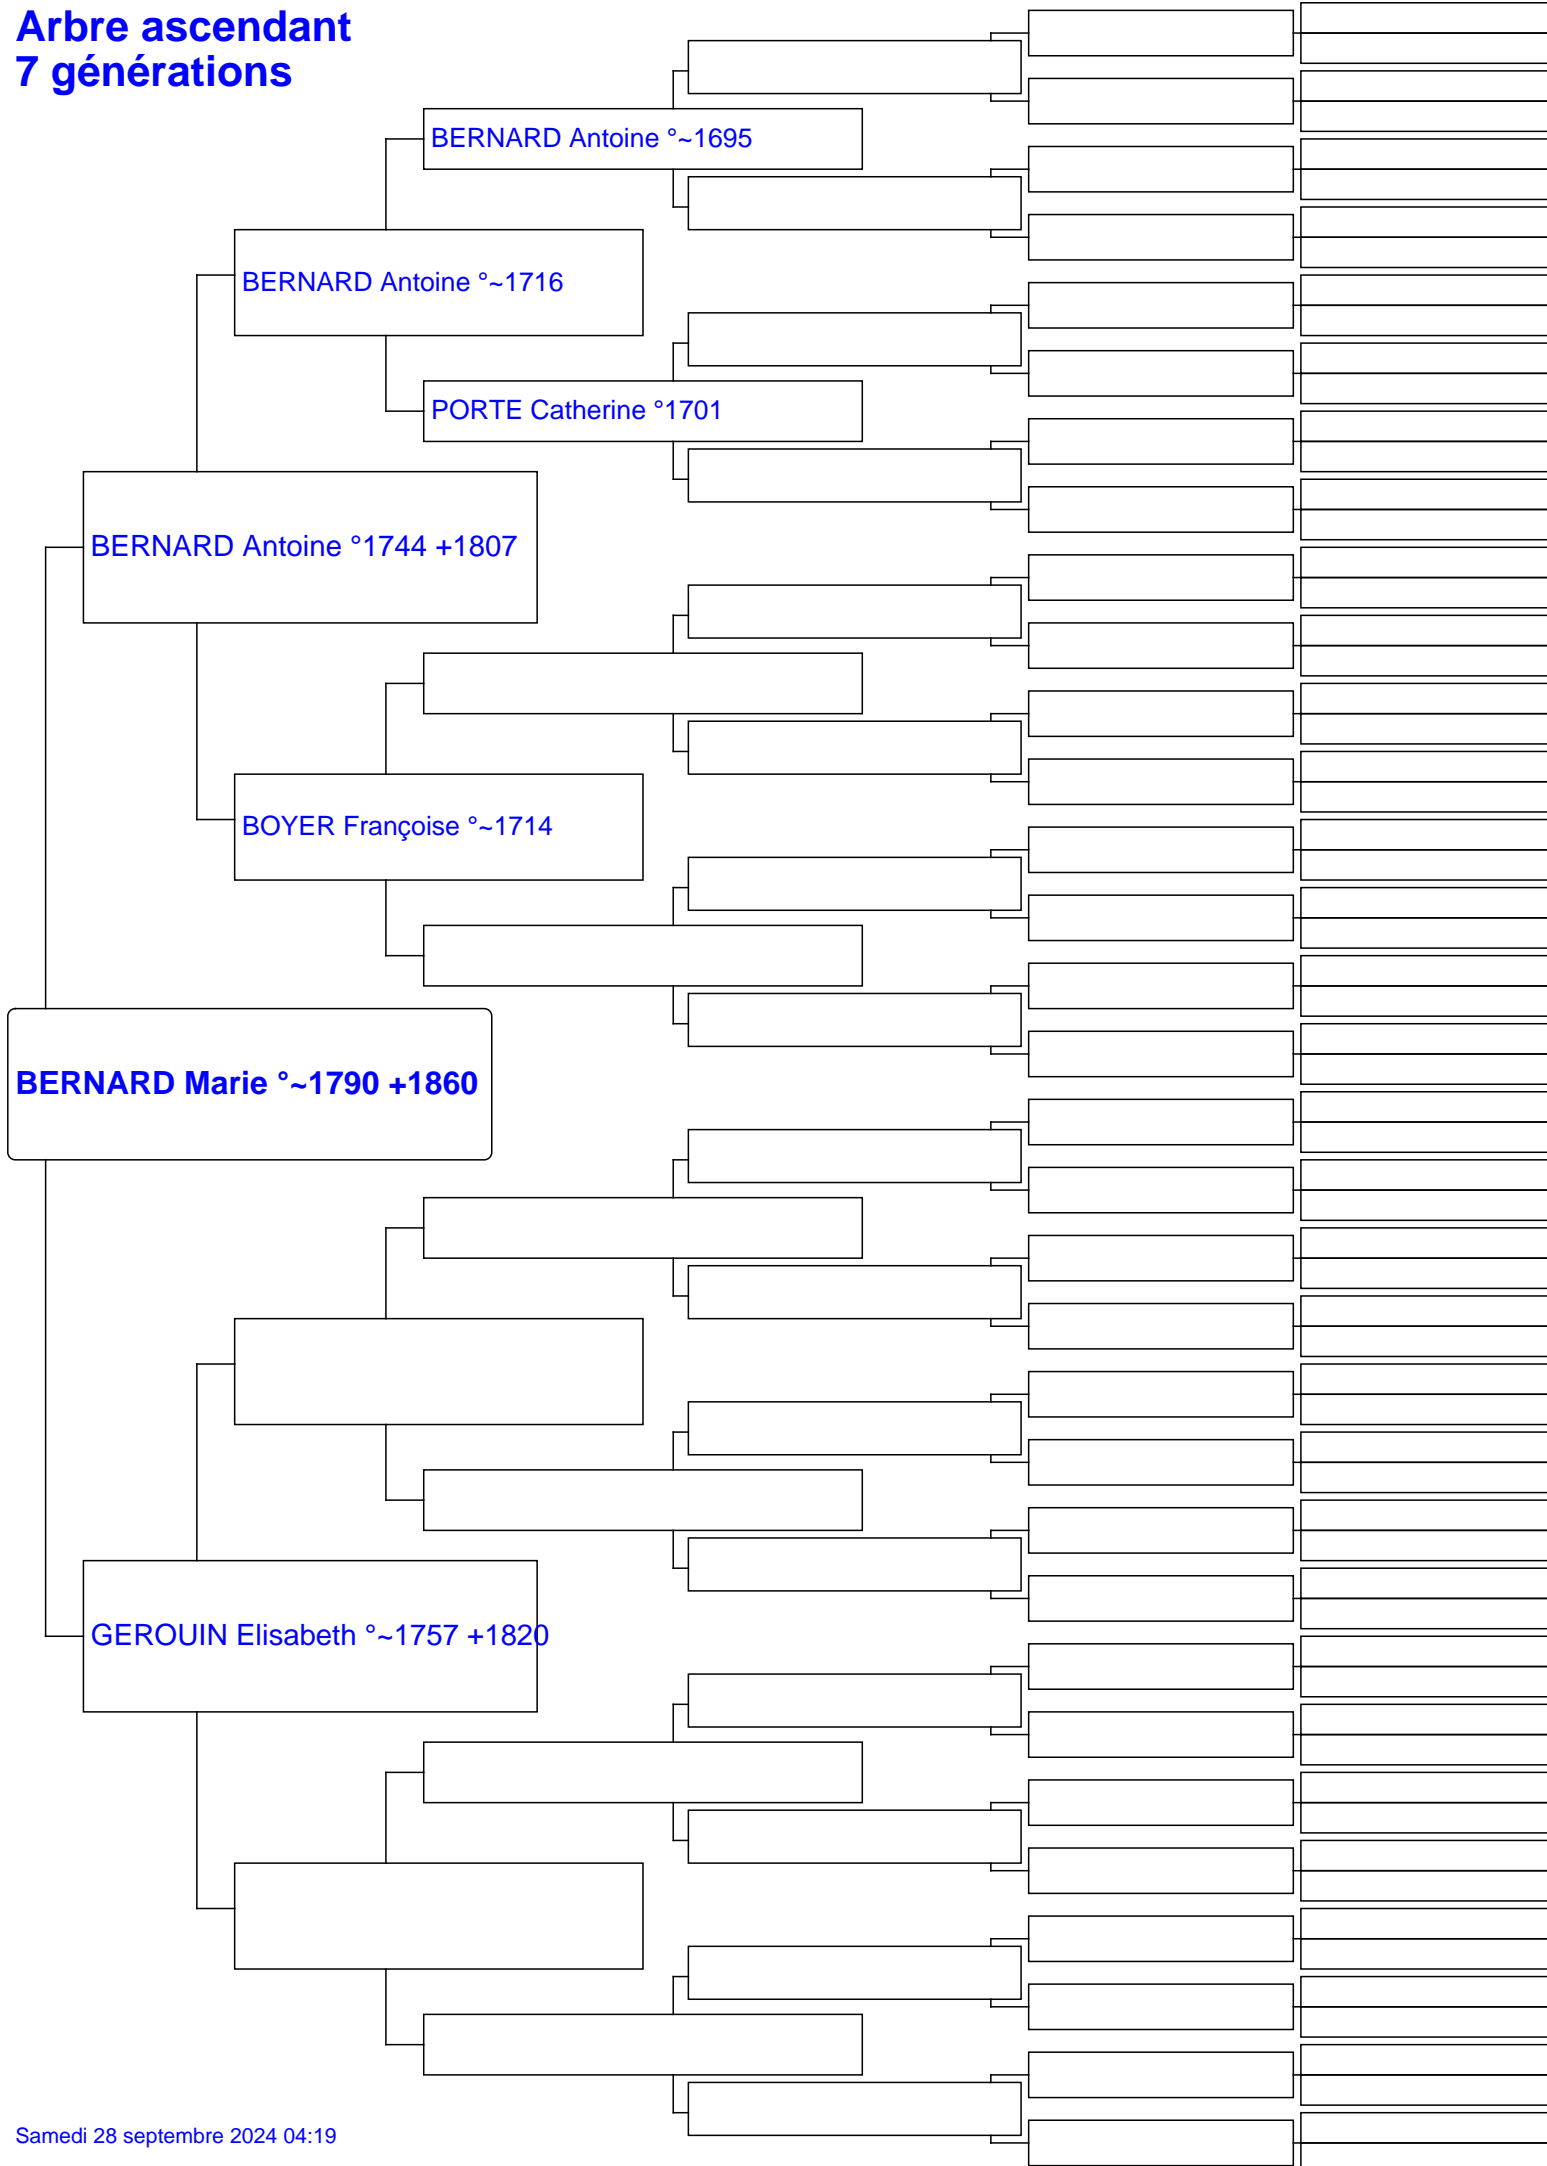 Arbre ascendant
7 générations
BERNARD Antoine °~1695
BERNARD Antoine °~1716
PORTE Catherine °1701
BERNARD Antoine °1744 +1807
BOYER Françoise °~1714
BERNARD Marie °~1790 +1860
GEROUIN Elisabeth °~1757 +1820
Samedi 28 septembre 2024 04:19